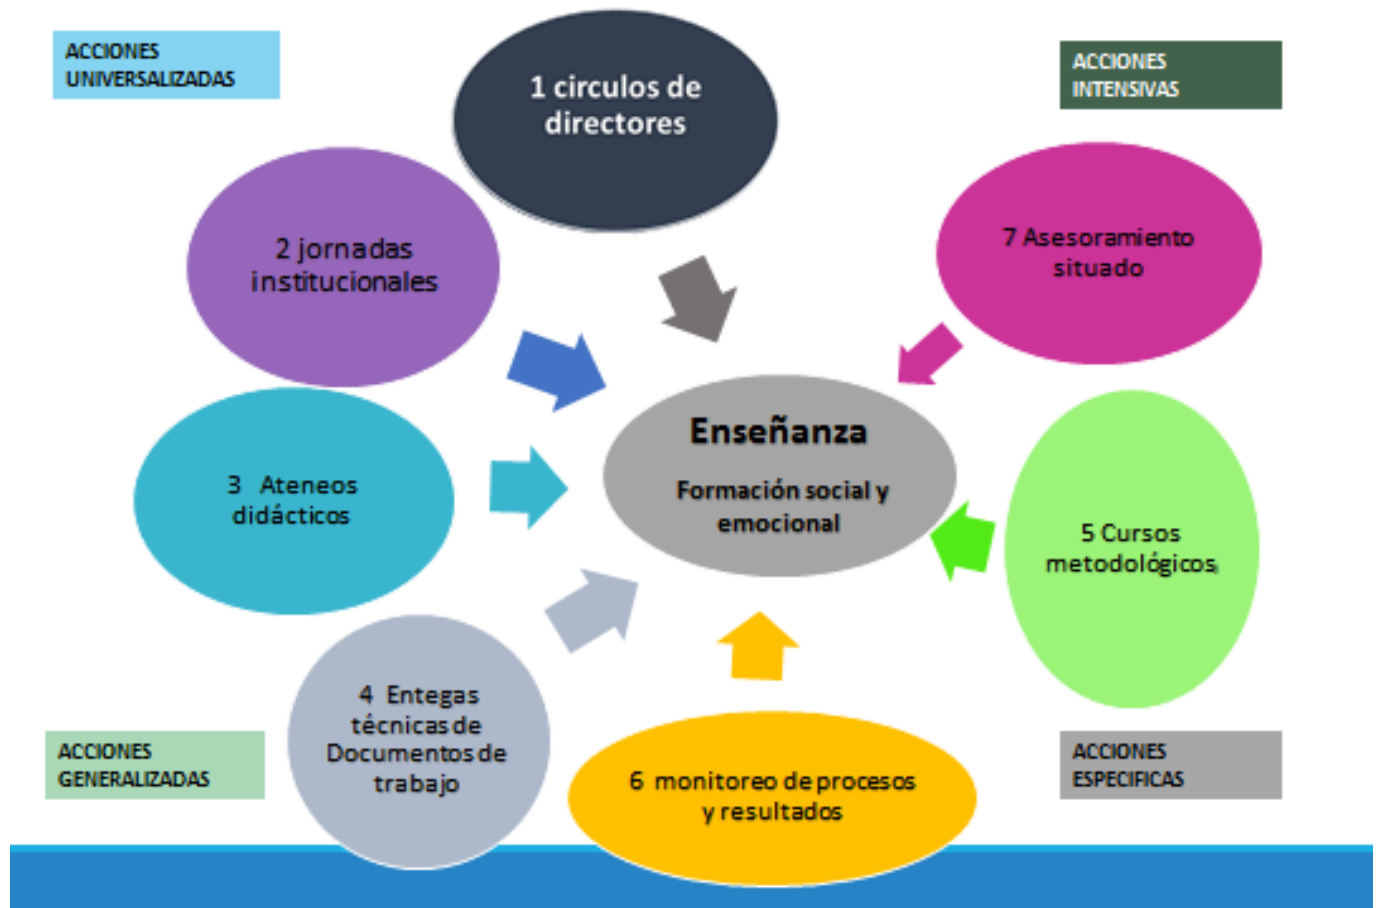 ACCIONES
UNIVERSALIZADAS
1 circulos de
directores
ACCIONES
INTENSIVAS
2 jornadas
institucionales
7 Asesoramiento
situado
3 Ateneos
didácticos
Enseñanza
Formación social y
emocional
5 Cursos
metodológicos,
4 Entegas
técnicas de
Documentos de
trabajo
ACCIONES
GENERALIZADAS
6 monitoreo de procesos
y resultados
ACCIONES
ESPECIFICAS